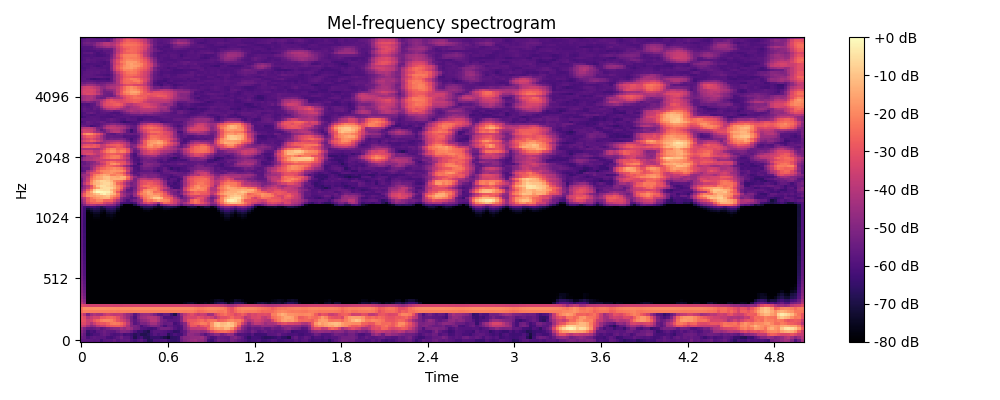 Mel-frequency spectrogram
+0 dB
-10 dB
-20 dB
-30 dB
-40 dB
-50 dB
-60 dB
-70 dB
-80 dB
Hz
4096
2048
1024
512
0
0 0.6 1.2 1.8 2.4 3 3.6 4.2 4.8
Time